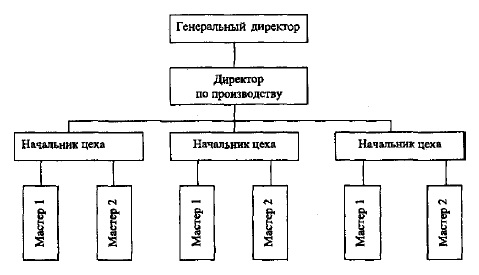 Генеральный директор
Директор
по производству
Начальник цеха
Начальник цеха
Начальник цеха
Мастер 1
Мастер 2
Мастер 1
Мастер 2
Мастер 1
Мастер 2